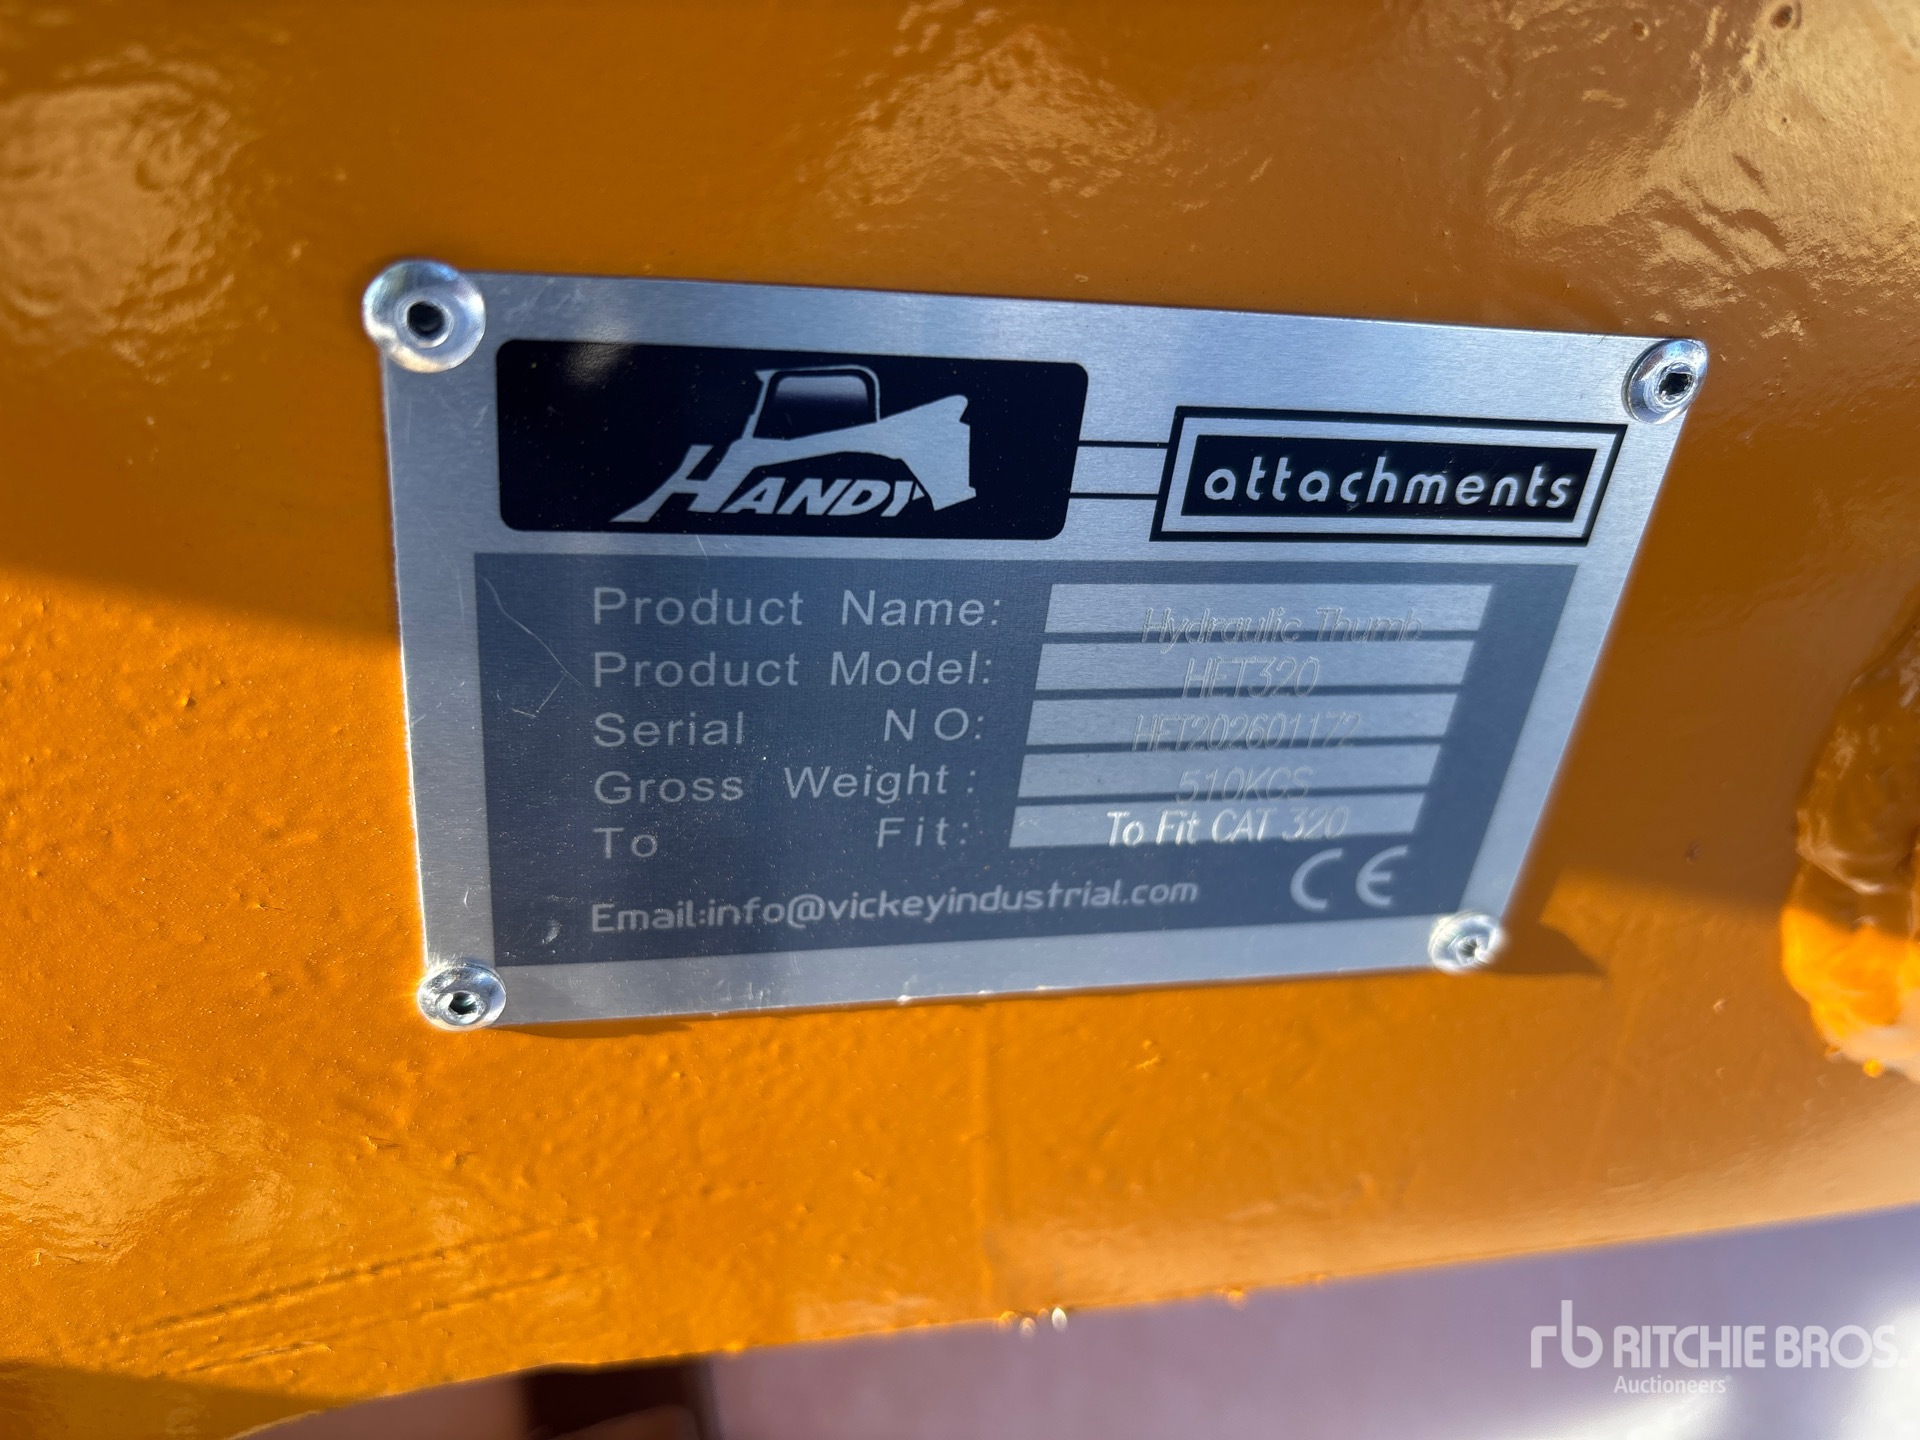 HANDY
attachments
Product Name: Hydraulic Thumb
Product Model: HET320
Serial NO: HET202601172
Gross Weight: 510KGS
To Fit: To Fit CAT 320
Email:info@vickeyindustrial.com
CE
rb RITCHIE BROS.
Auctioneers